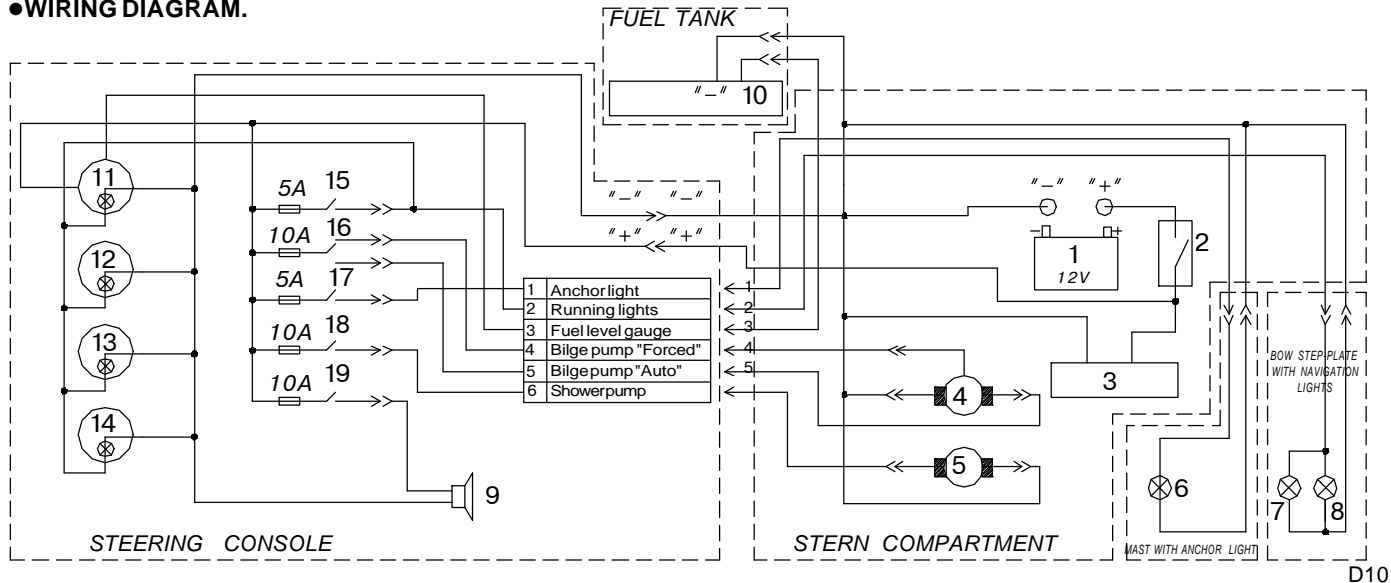 ●WIRING DIAGRAM.
FUEL TANK
"–" 10
11
12
13
14
5A 15
10A 16
5A 17
10A 18
10A 19
"–" "–"
"+" "+"
1 Anchor light 1
2 Running lights 2
3 Fuel level gauge 3
4 Bilge pump "Forced" 4
5 Bilge pump "Auto" 5
6 Shower pump
9
"–" "+"
– +
1
12V
2
3
4
5
6
7
8
BOW STEP-PLATE
WITH NAVIGATION
LIGHTS
STEERING CONSOLE
STERN COMPARTMENT
MAST WITH ANCHOR LIGHT
D10